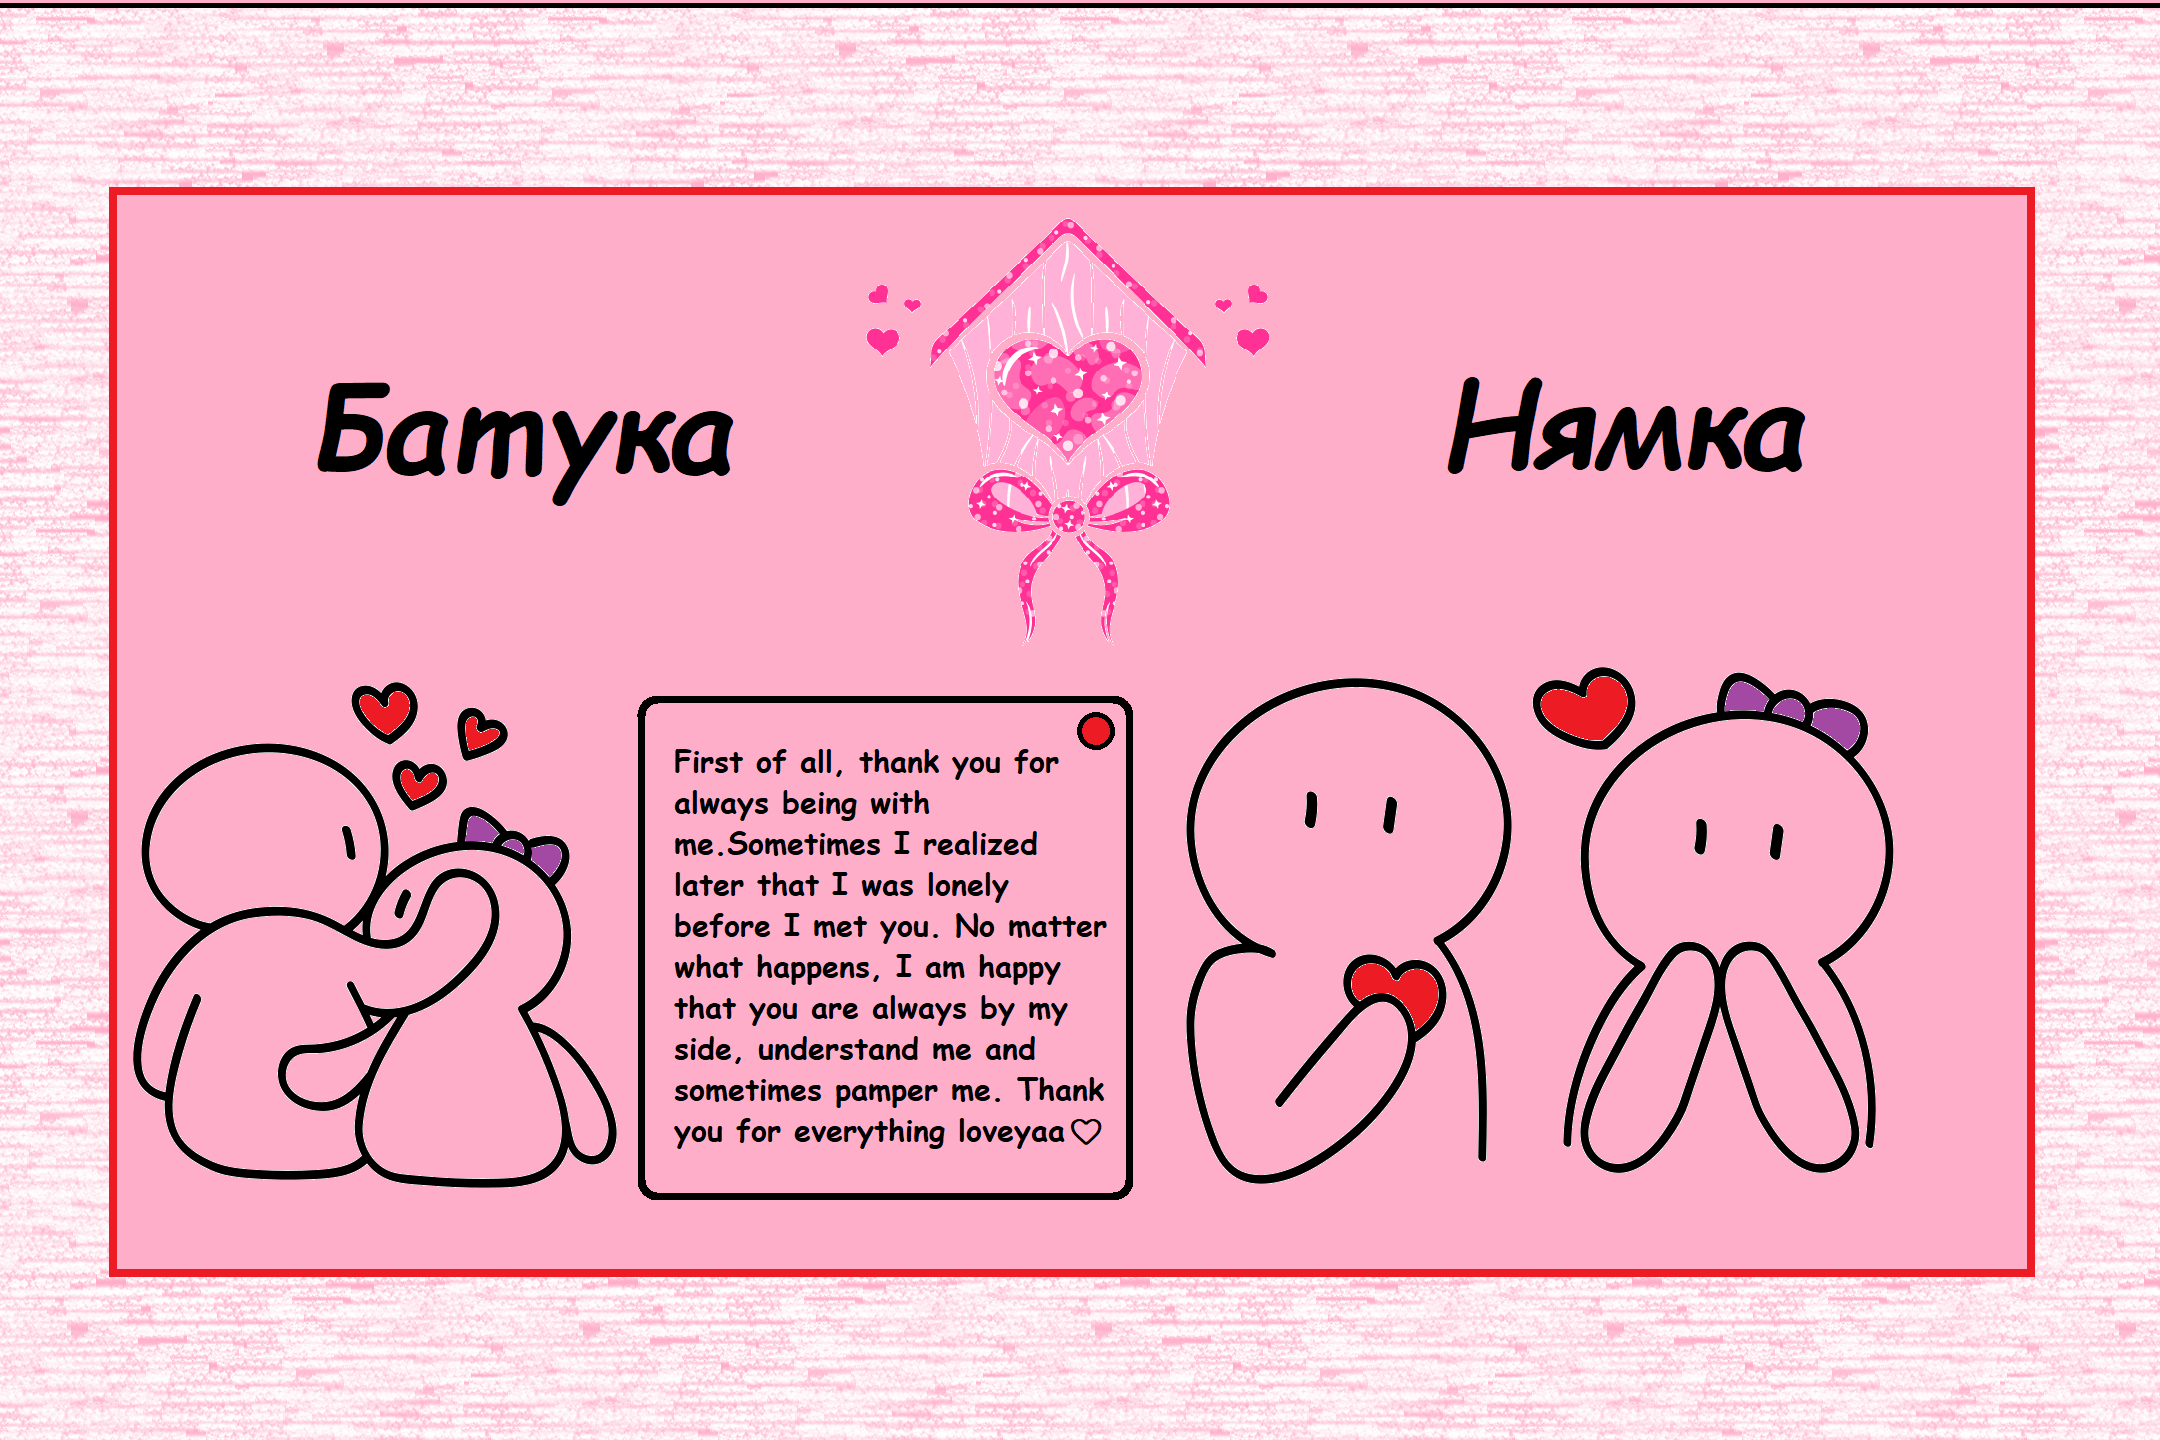 Батука
Нямка
First of all, thank you for
always being with
me.Sometimes I realized
later that I was lonely
before I met you. No matter
what happens, I am happy
that you are always by my
side, understand me and
sometimes pamper me. Thank
you for everything loveyaa♡